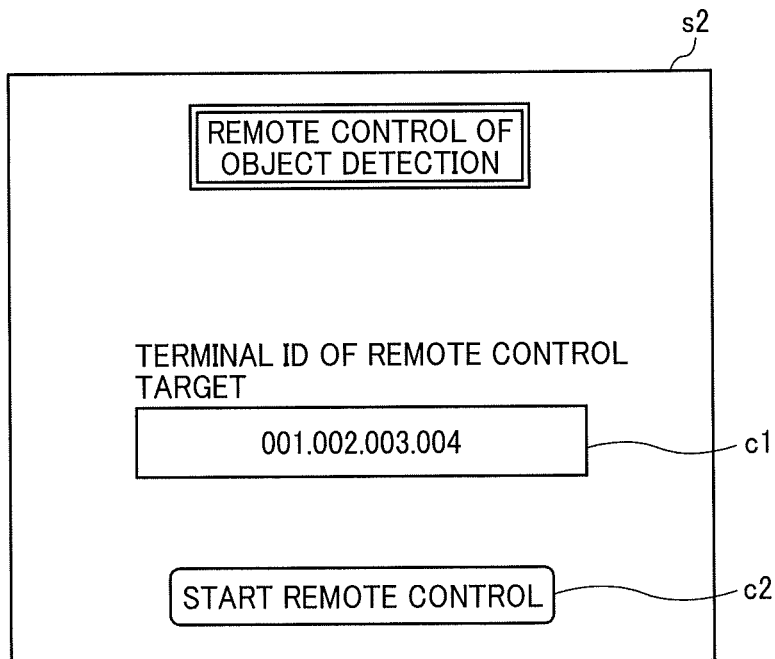 s2
REMOTE CONTROL OF
OBJECT DETECTION
TERMINAL ID OF REMOTE CONTROL
TARGET
001.002.003.004
c1
START REMOTE CONTROL
c2